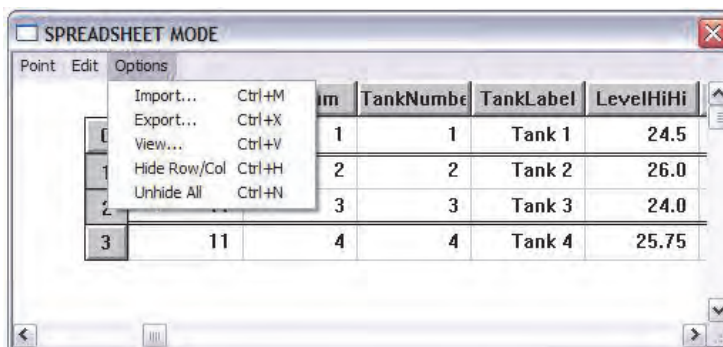 SPREADSHEET MODE
Point Edit Options
Import... Ctrl+M
Export... Ctrl+X
View... Ctrl+V
Hide Row/Col Ctrl+H
Unhide All Ctrl+N
TankNumbe TankLabel LevelHiHi
1 1 Tank 1 24.5
1 2 2 Tank 2 26.0
2 3 3 Tank 3 24.0
3 11 4 4 Tank 4 25.75